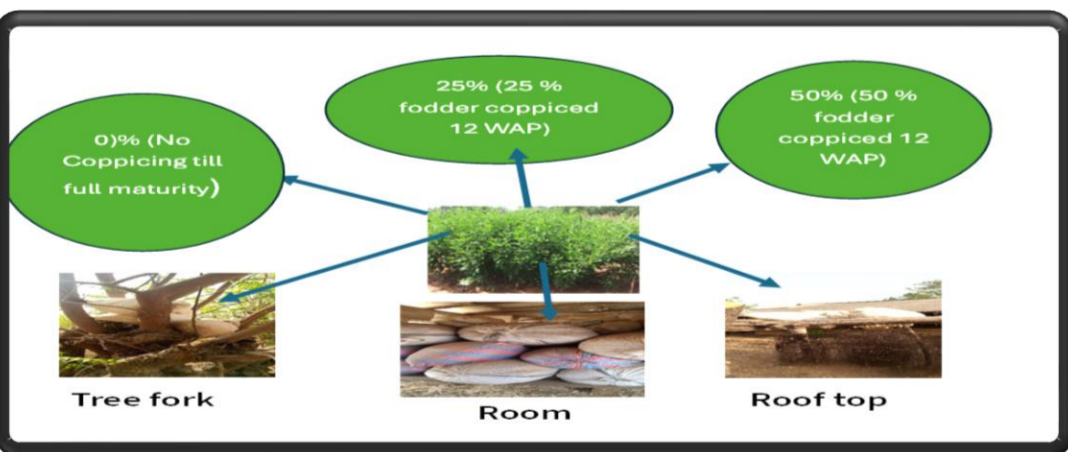 0)% (No
Coppicing till
full maturity)
25% (25 %
fodder coppiced
12 WAP)
50% (50 %
fodder
coppiced 12
WAP)
Tree fork
Room
Roof top